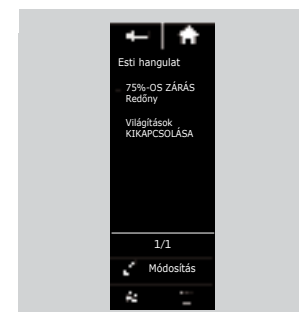 Esti hangulat
75%-OS ZÁRÁS
Redőny
Világítások
KIKAPCSOLÁSA
1/1
Módosítás